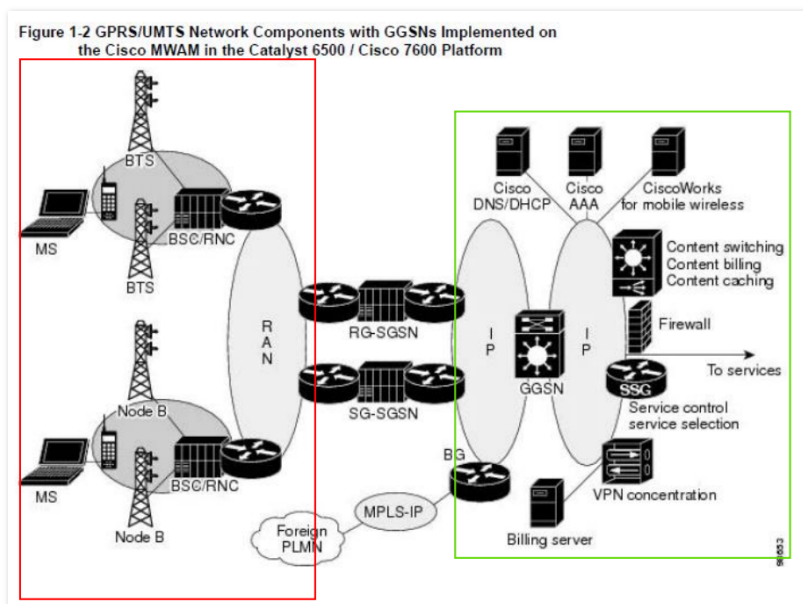 Figure 1-2 GPRS/UMTS Network Components with GGSNs Implemented on
the Cisco MWAM in the Catalyst 6500 / Cisco 7600 Platform
BTS
MS
BSC/RNC
BTS
Cisco
DNS/DHCP
Cisco
AAA
CiscoWorks
for mobile wireless
Content switching
Content billing
Content caching
RAN
RG-SGSN
IP
GGSN
IP
Firewall
To services
SSG
Service control
service selection
SG-SGSN
Node B
MS
BSC/RNC
Node B
BG
MPLS-IP
Foreign
PLMN
VPN concentration
Billing server